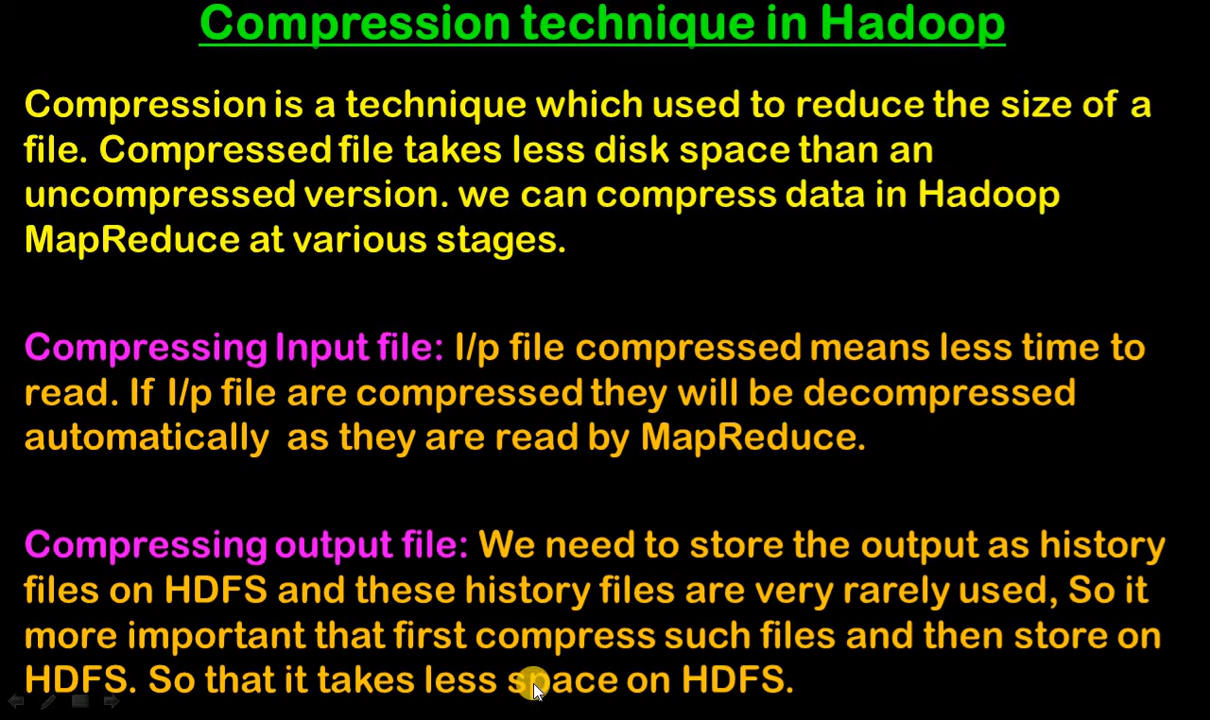 Compression technique in Hadoop
Compression is a technique which used to reduce the size of a
file. Compressed file takes less disk space than an
uncompressed version. we can compress data in Hadoop
MapReduce at various stages.
Compressing Input file: I/p file compressed means less time to
read. If I/p file are compressed they will be decompressed
automatically as they are read by MapReduce.
Compressing output file: We need to store the output as history
files on HDFS and these history files are very rarely used, So it
more important that first compress such files and then store on
HDFS. So that it takes less space on HDFS.